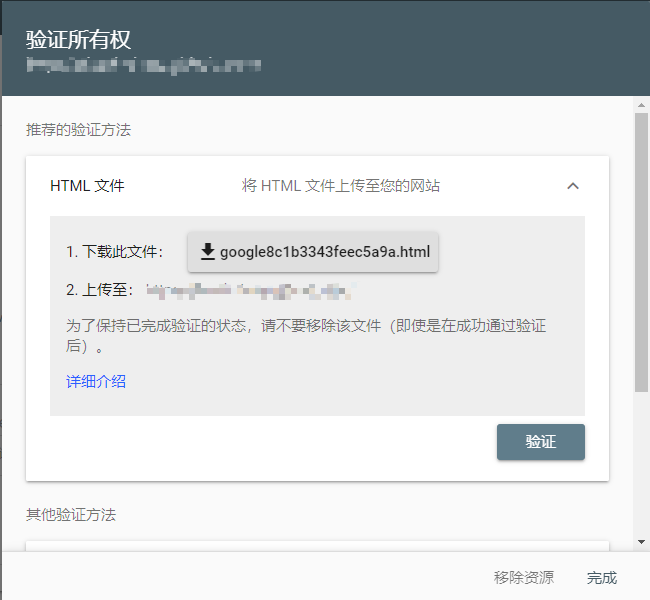 验证所有权
推荐的验证方法
HTML 文件 将 HTML 文件上传至您的网站
1. 下载此文件： google8c1b3343feec5a9a.html
2. 上传至：
为了保持已完成验证的状态，请不要移除该文件（即使是在成功通过验证
后）。
详细介绍
验证
其他验证方法
移除资源 完成